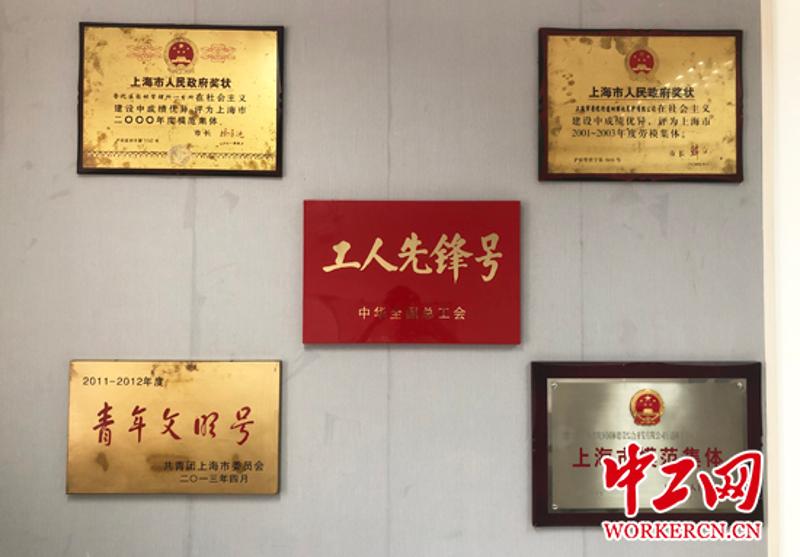 上海市人民政府奖状
在社会主义
建设中成绩优异,评为上海市
二〇〇〇年度模范集体.
市长
上海市人民政府奖状
在社会主义
建设中成绩优异,评为上海市
2001~2003年度劳模集体.
市长
工人先锋号
中华全国总工会
2011-2012年度
青年文明号
共青团上海市委员会
二〇一三年四月
上海市模范集体
中工网
WORKERCN.CN